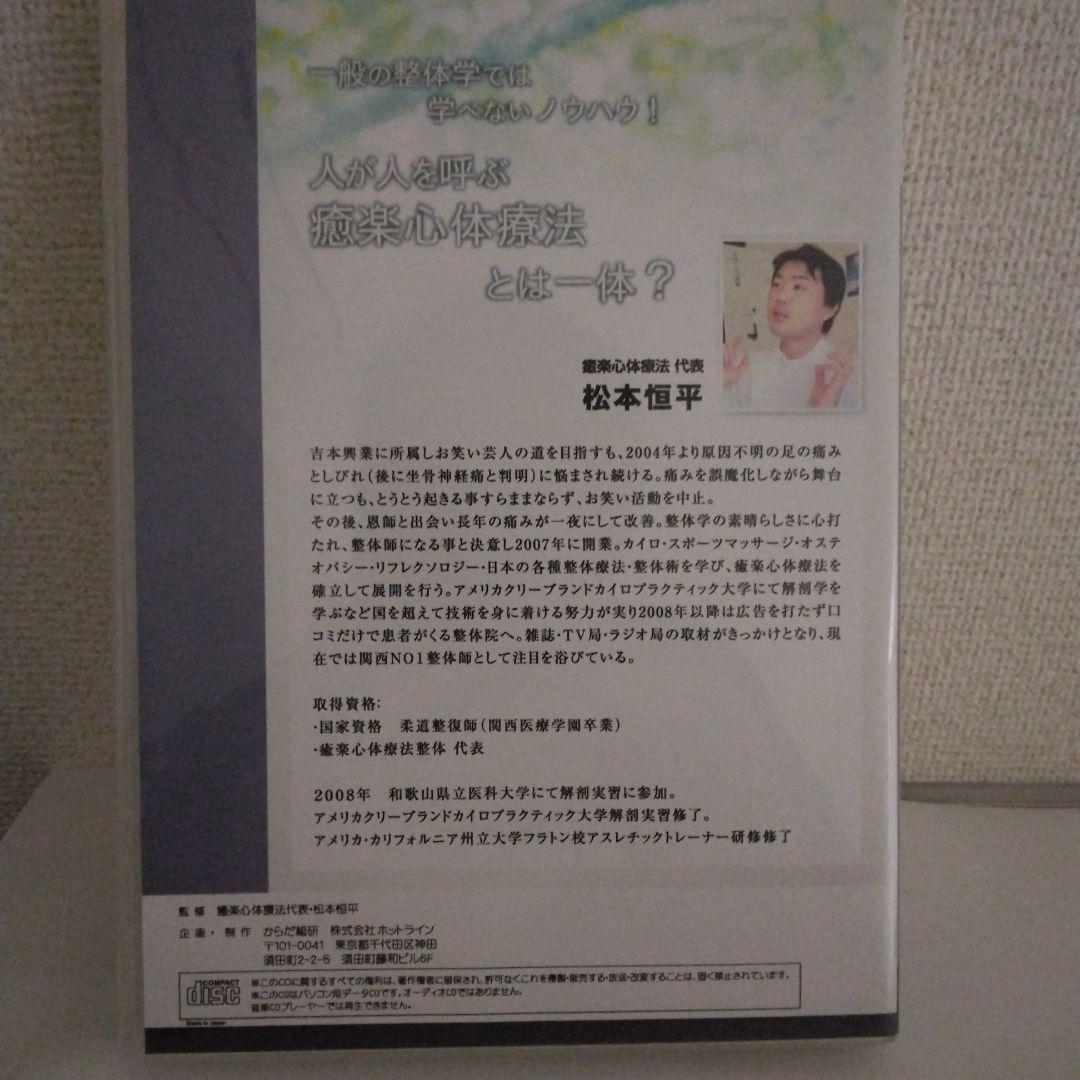 一般の整体学では
学べないノウハウ！
人が人を呼ぶ
癒楽心体療法
とは一体？
癒楽心体療法 代表
松本恒平
吉本興業に所属しお笑い芸人の道を目指すも、2004年より原因不明の足の痛み
としびれ（後に坐骨神経痛と判明）に悩まされ続ける。痛みを誤魔化しながら舞台
に立つも、とうとう起きる事すらままならず、お笑い活動を中止。
その後、恩師と出会い長年の痛みが一夜にして改善。整体学の素晴らしさに心打
たれ、整体師になる事と決意し2007年に開業。カイロ・スポーツマッサージ・オステ
オパシー・リフレクソロジー・日本の各種整体療法・整体術を学び、癒楽心体療法を
確立して展開を行う。アメリカクリーブランドカイロプラクティック大学にて解剖学を
学ぶなど国を超えて技術を身に着ける努力が実り2008年以降は広告を打たず口
コミだけで患者がくる整体院へ。雑誌・TV局・ラジオ局の取材がきっかけとなり、現
在では関西NO1整体師として注目を浴びている。
取得資格：
・国家資格　柔道整復師（関西医療学園卒業）
・癒楽心体療法整体 代表
2008年　和歌山県立医科大学にて解剖実習に参加。
アメリカクリーブランドカイロプラクティック大学解剖実習修了。
アメリカ・カリフォルニア州立大学フラトン校アスレチックトレーナー研修修了
監修　癒楽心体療法代表・松本恒平
企画・制作　からだ総研　株式会社ホットライン
〒101-0041　東京都千代田区神田
須田町2-2-5　須田町藤和ビル6F
COMPACT
disc
※このCDに関するすべての権利は、著作権者に留保され、許可なくこれを複製・販売する・放送・改変することは、固く禁止されています。
※このCDはパソコン用データCDです。オーディオCDではありません。
音楽CDプレーヤーでは再生できません。
Made in Japan